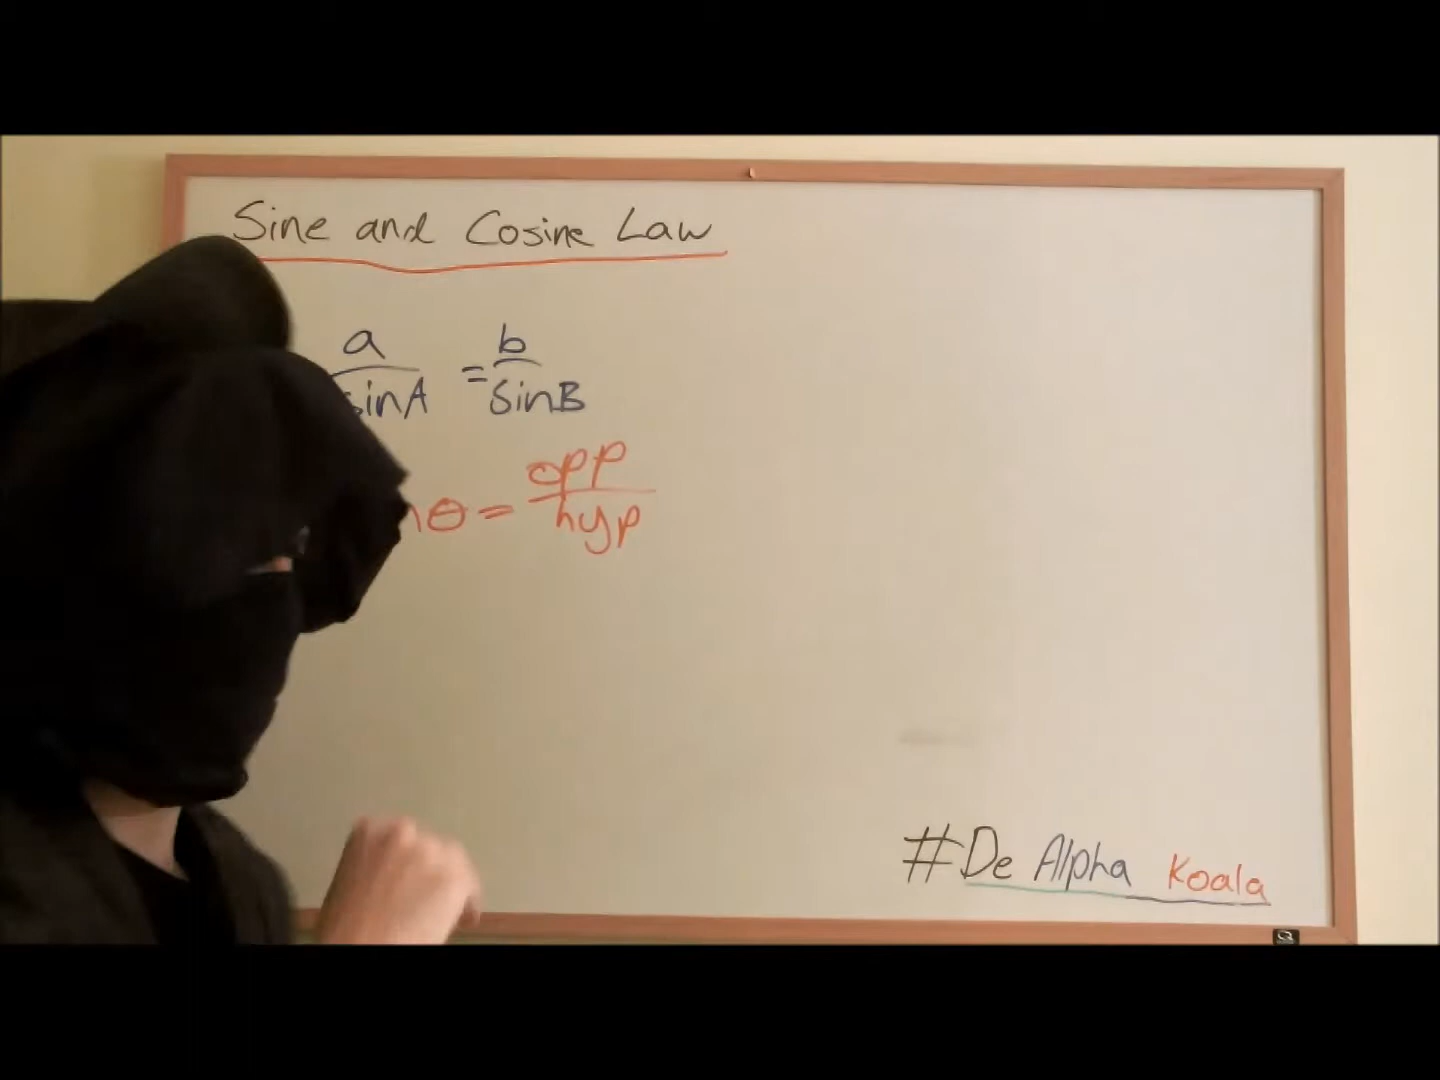 Sine and Cosine Law
a
sinA
=
b
sinB
θ =
opp
hyp
#De Alpha Koala